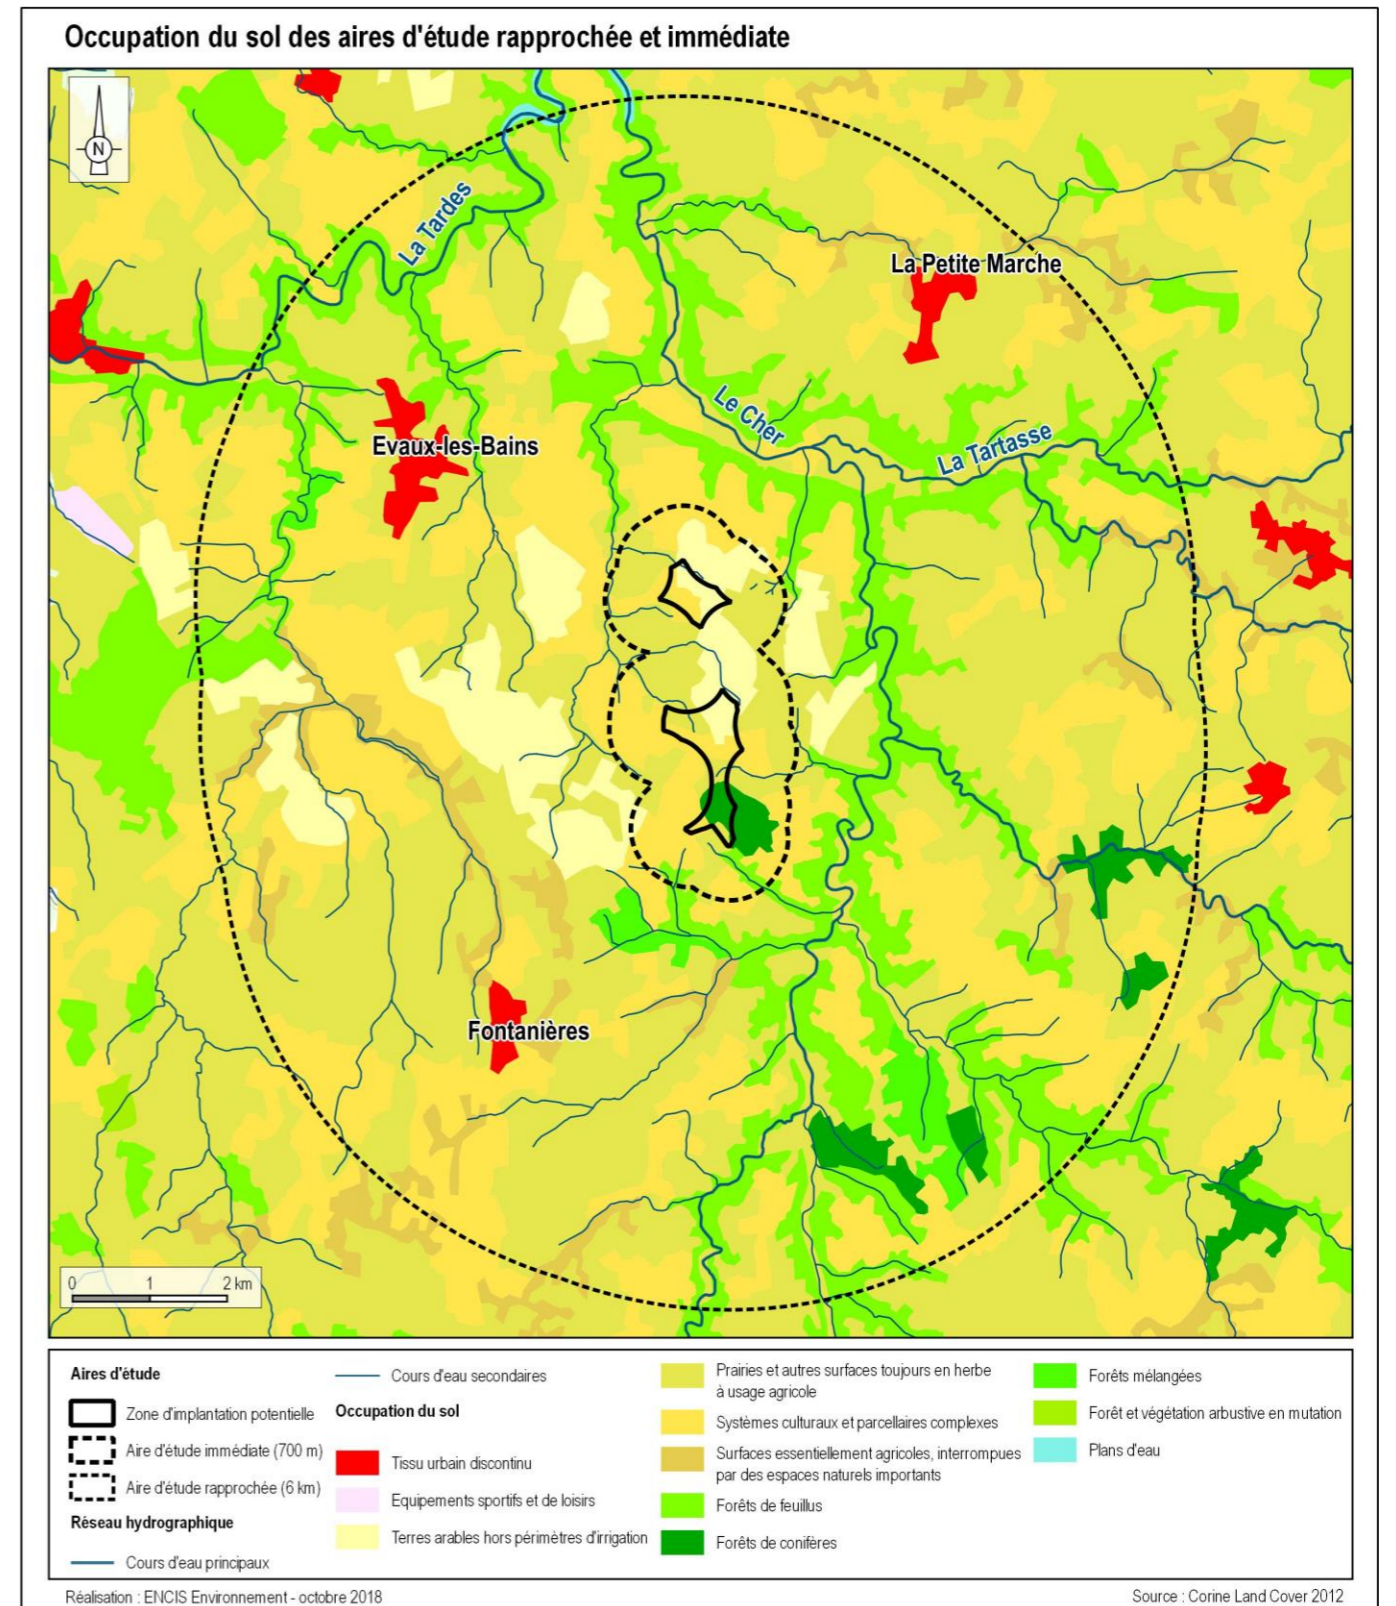 Occupation du sol des aires d'étude rapprochée et immédiate
N
La Tardes
La Petite Marche
Le Cher
La Tartasse
Evaux-les-Bains
Fontanières
0 1 2 km
Aires d'étude
Zone d'implantation potentielle
Aire d'étude immédiate (700 m)
Aire d'étude rapprochée (6 km)
Réseau hydrographique
Cours d'eau principaux
Cours d'eau secondaires
Occupation du sol
Tissu urbain discontinu
Equipements sportifs et de loisirs
Terres arables hors périmètres d'irrigation
Prairies et autres surfaces toujours en herbe
à usage agricole
Systèmes culturaux et parcellaires complexes
Surfaces essentiellement agricoles, interrompues
par des espaces naturels importants
Forêts de feuillus
Forêts de conifères
Forêts mélangées
Forêt et végétation arbustive en mutation
Plans d'eau
Réalisation : ENCIS Environnement - octobre 2018
Source : Corine Land Cover 2012